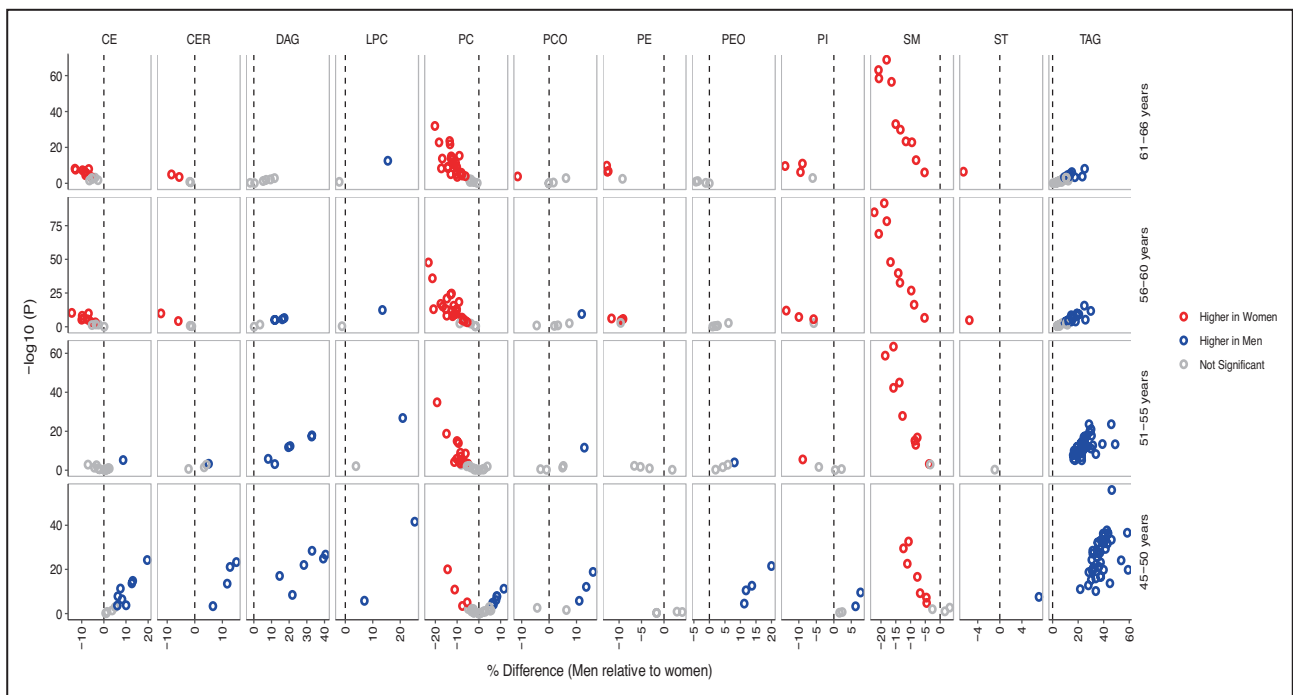 CE CER DAG LPC PC PCO PE PEO PI SM ST TAG
60
40
20
0
61−66 years
75
50
25
0
56−60 years
60
40
20
0
51−55 years
40
20
0
45−50 years
−log10 (P)
−10 0 10 20 −10 0 10 0 10 20 30 40 0 10 20 −20 −10 0 10 −10 0 10 −10 −5 0 5 0 5 10 15 20 −10 −5 0 5 −20 −15 −10 −5 0 −4 0 4 0 20 40 60
% Difference (Men relative to women)
Higher in Women
Higher in Men
Not Significant